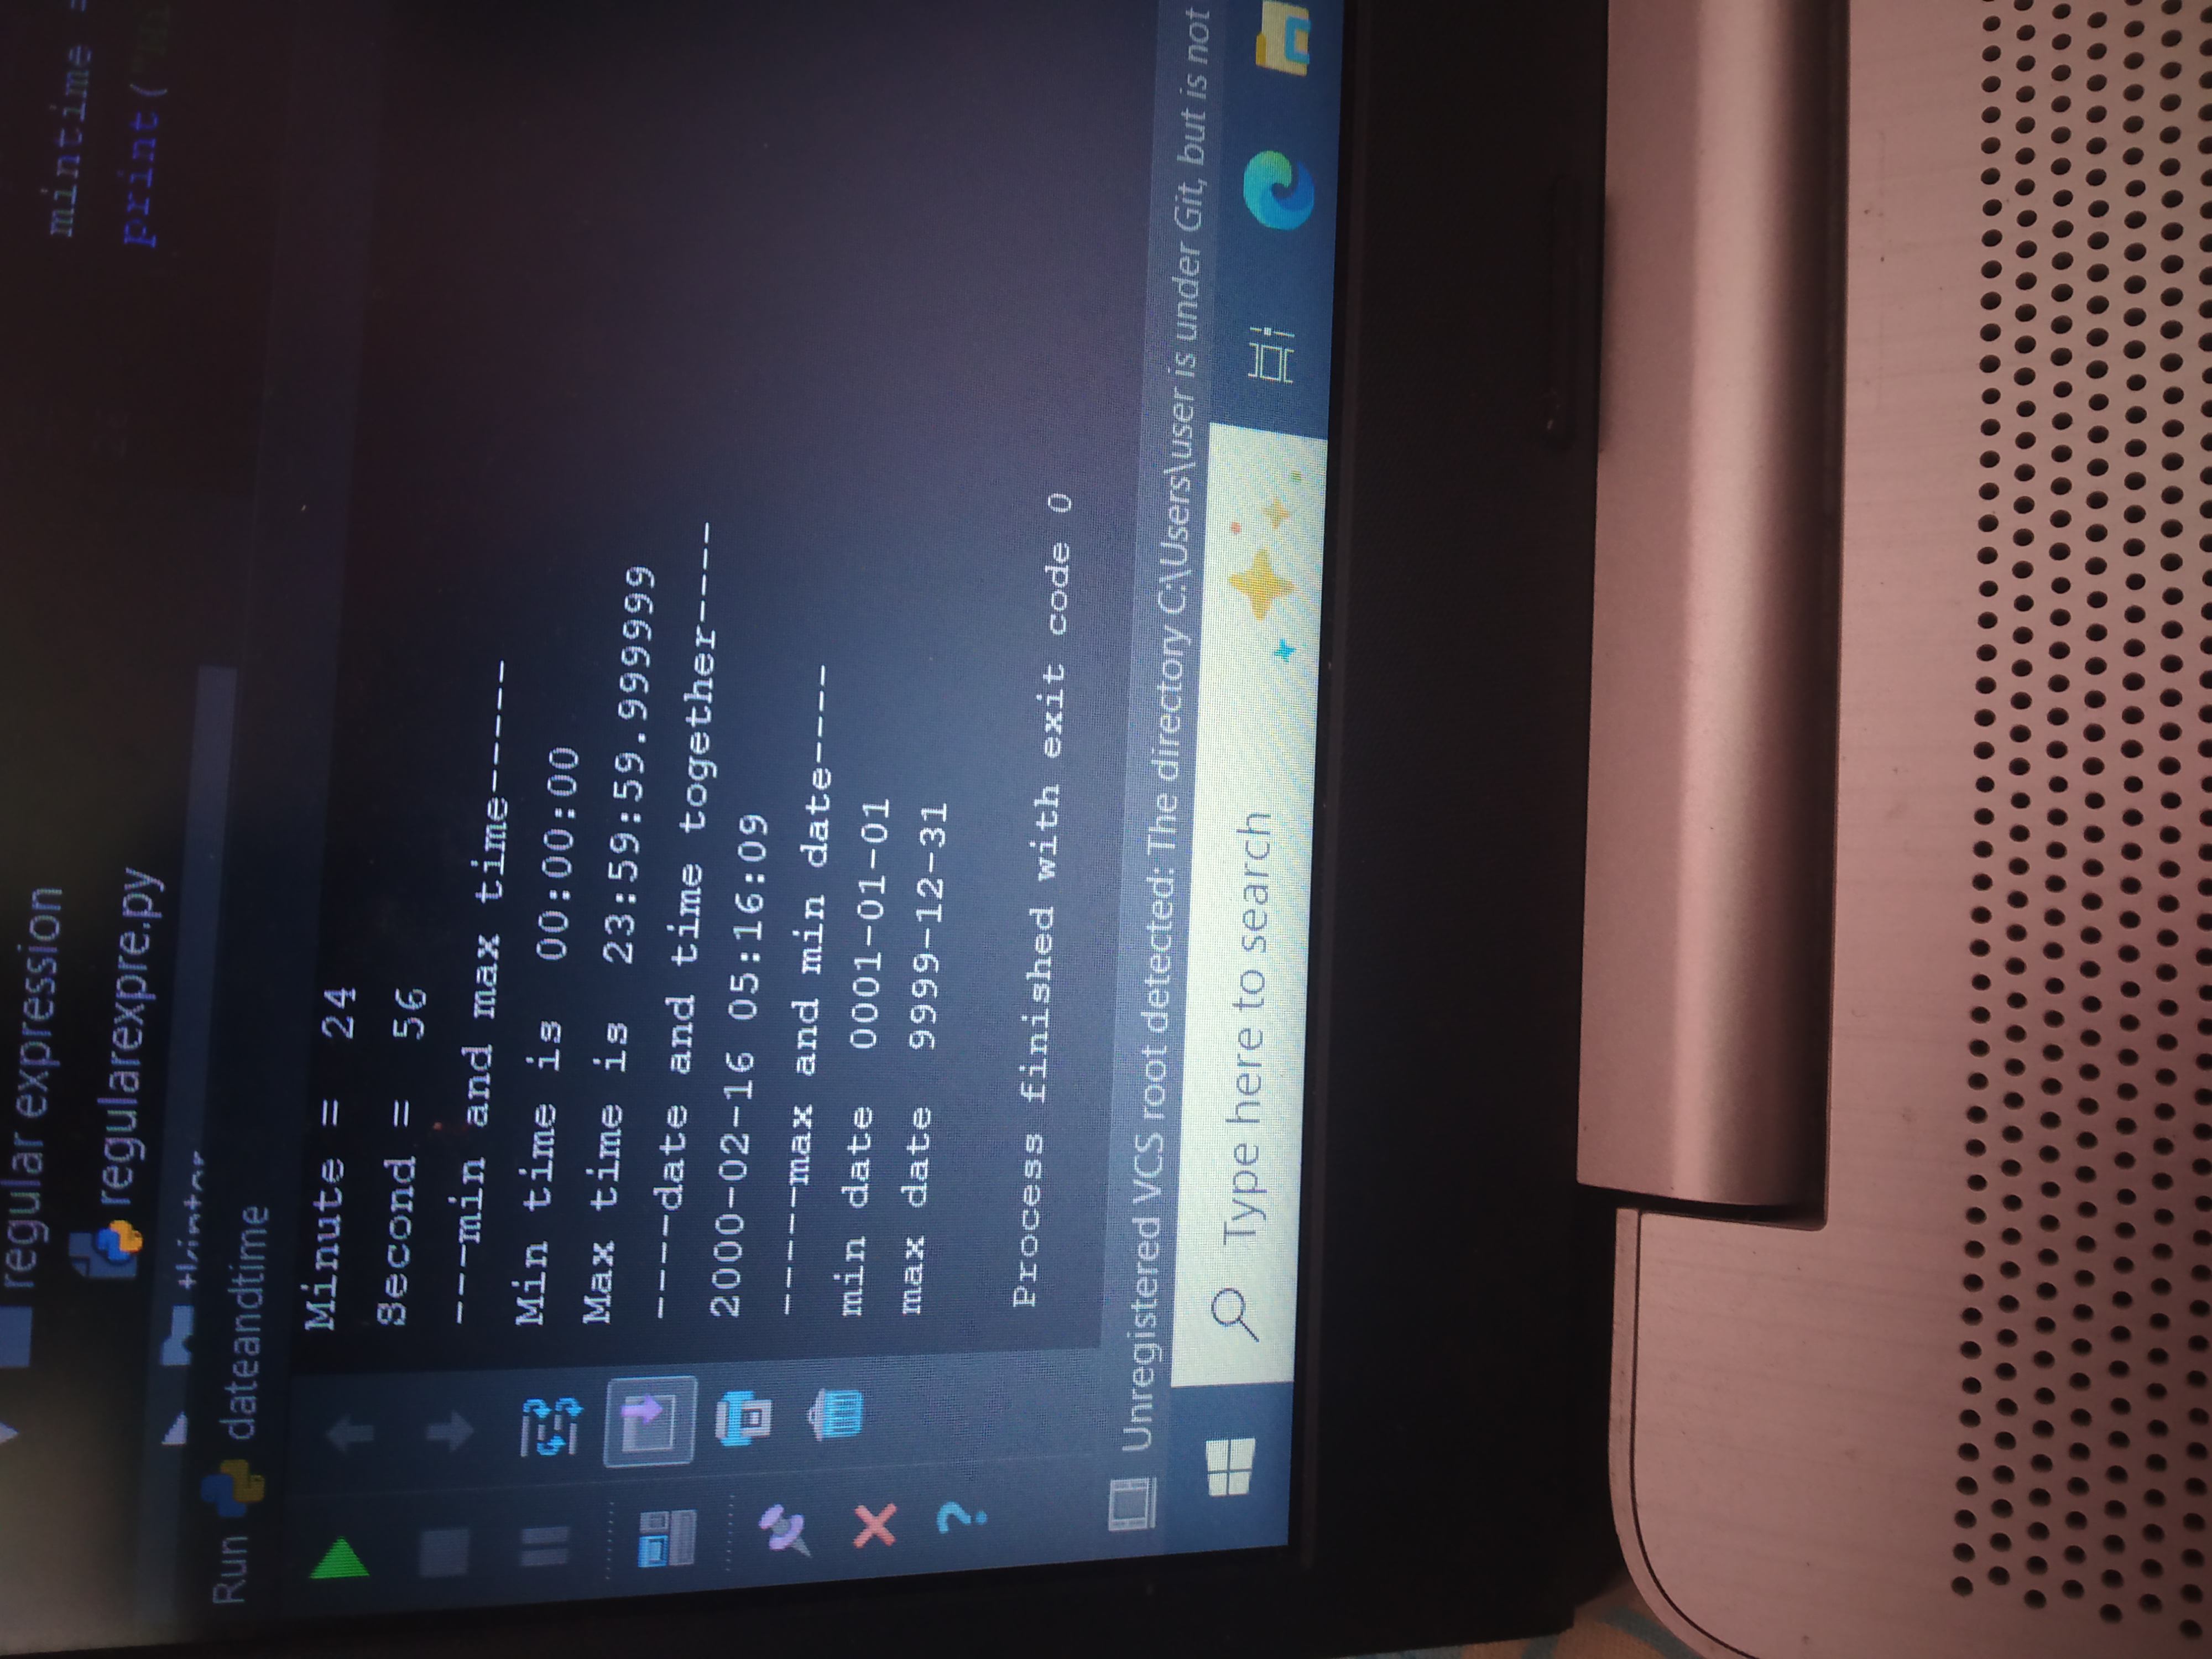 regular expression
regularexpre.py
tkinter
mintime =
print("Mi
Run dateandtime
Minute =  24
Second =  56
---min and max time-----
Min time is  00:00:00
Max time is  23:59:59.999999
----date and time together----
2000-02-16 05:16:09
-----max and min date----
min date  0001-01-01
max date  9999-12-31
Process finished with exit code 0
Unregistered VCS root detected: The directory C:\Users\user is under Git, but is not
Type here to search